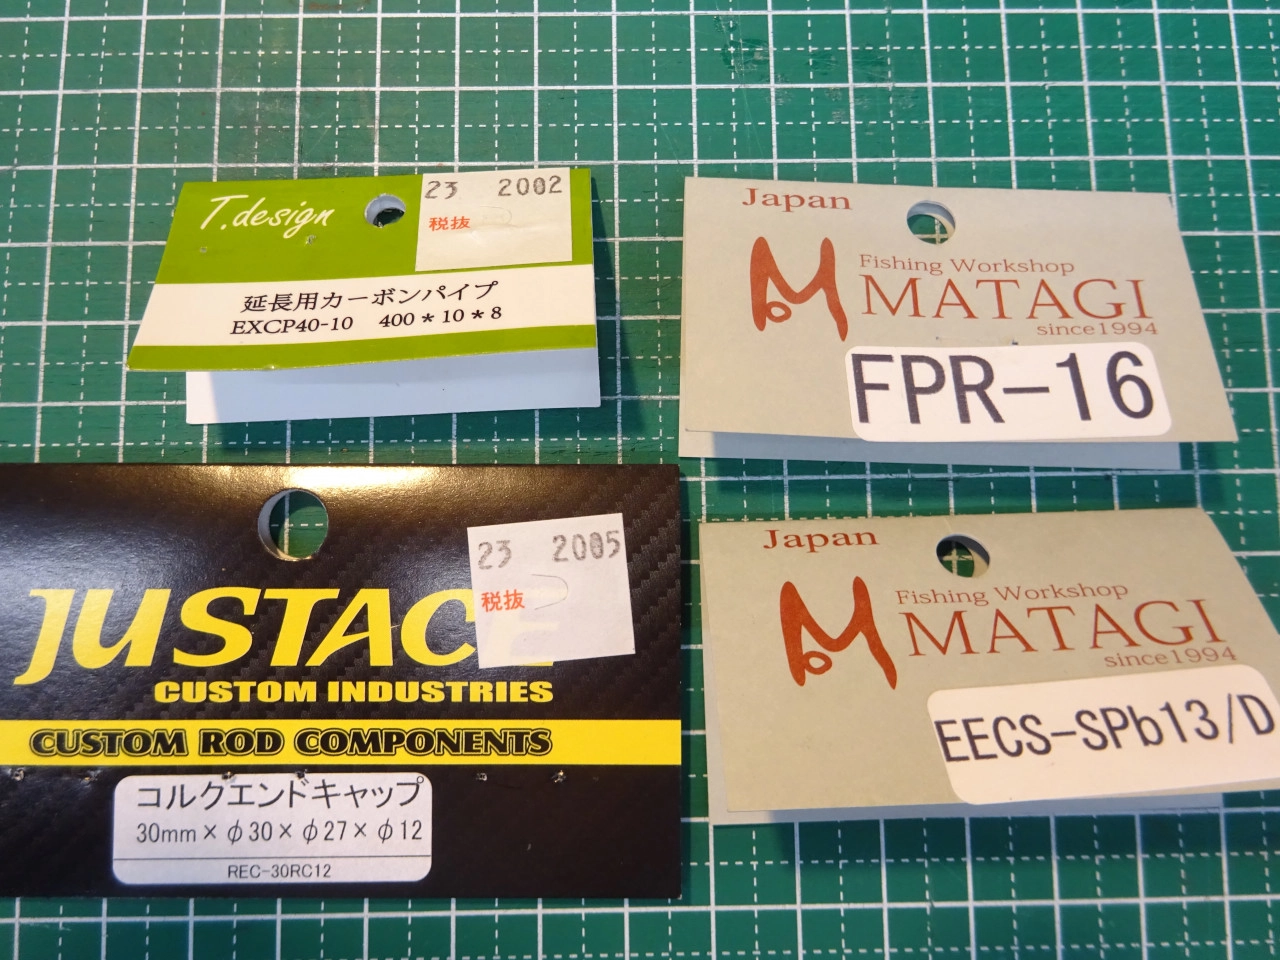 T.design
23 2002
税抜
延長用カーボンパイプ
EXCP40-10 400*10*8
Japan
Fishing Workshop
MATAGI
since1994
FPR-16
23 2005
税抜
JUSTACE
CUSTOM INDUSTRIES
CUSTOM ROD COMPONENTS
コルクエンドキャップ
30mm×φ30×φ27×φ12
REC-30RC12
Japan
Fishing Workshop
MATAGI
since1994
EECS-SPb13/D